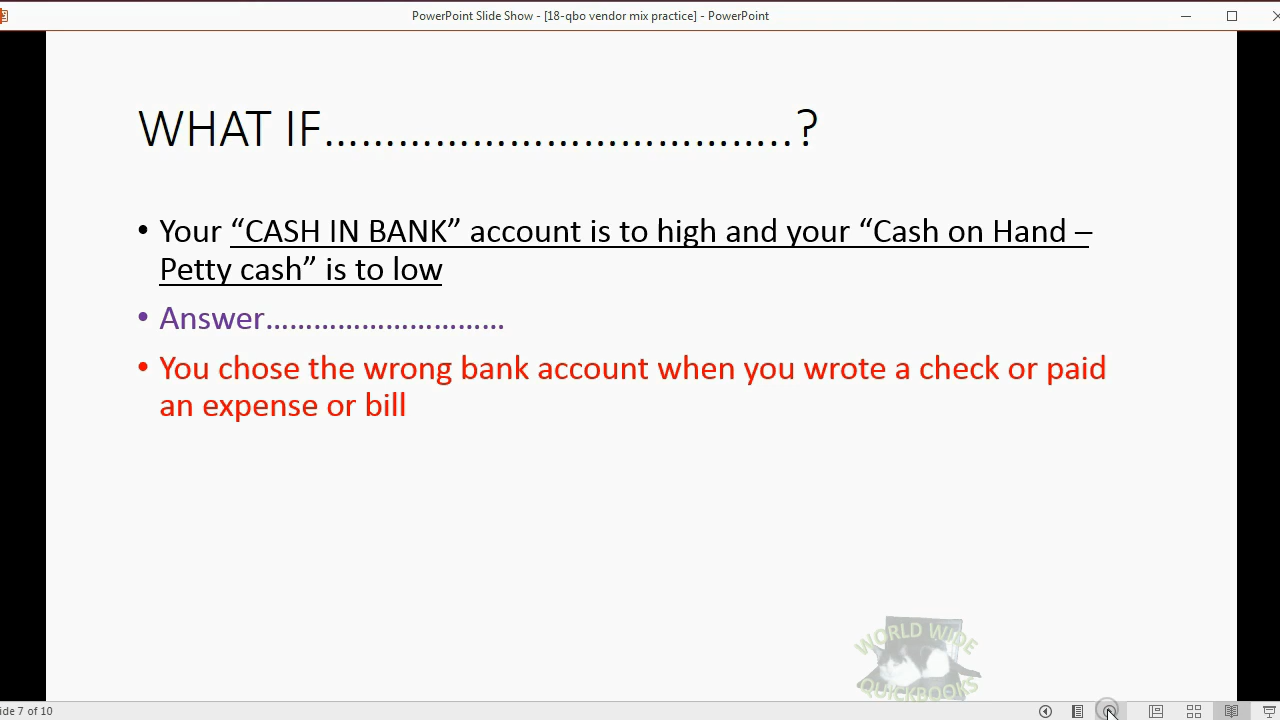 PowerPoint Slide Show - [18-qbo vendor mix practice] - PowerPoint
WHAT IF…………………………………..?
• Your “CASH IN BANK” account is to high and your “Cash on Hand –
Petty cash” is to low
• Answer…………………………
• You chose the wrong bank account when you wrote a check or paid
an expense or bill
WORLD WIDE
QUICKBOOKS
ide 7 of 10